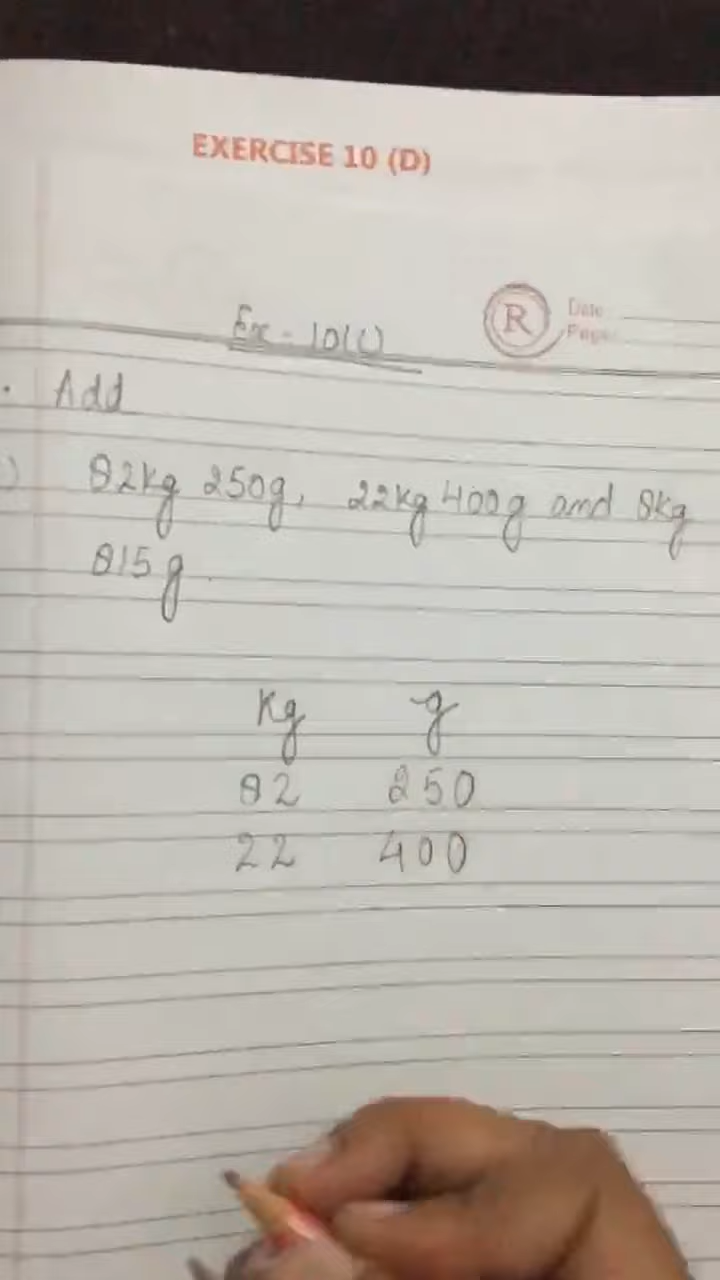 EXERCISE 10 (D)
Ex - 10(C)
R
Date
Page
. Add
) 82kg 250g, 22kg 400g and 8kg
815g.
Kg g
82 250
22 400